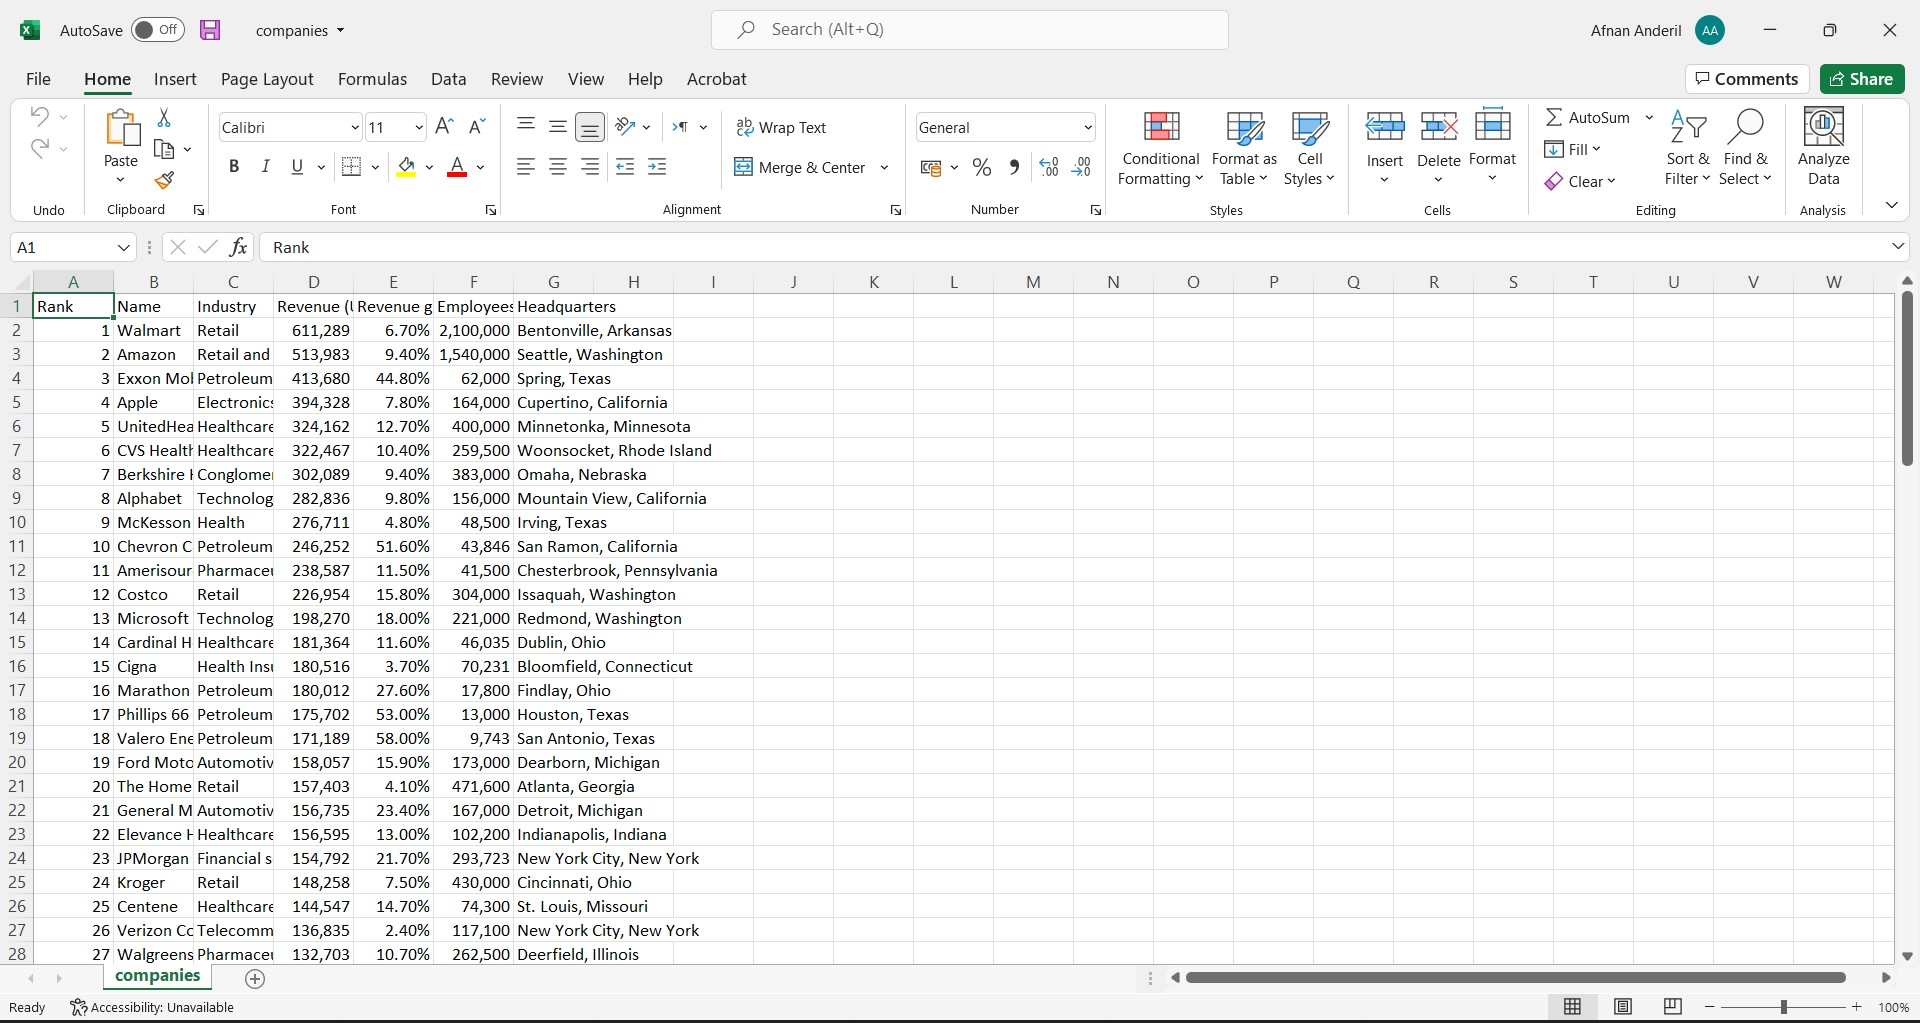 AutoSave Off companies Search (Alt+Q) Afnan Anderil AA
File Home Insert Page Layout Formulas Data Review View Help Acrobat Comments Share
Calibri 11 Wrap Text General AutoSum
B I U Merge & Center % Fill Clear
Paste Conditional Formatting Format as Table Cell Styles Insert Delete Format Sort & Filter Find & Select Analyze Data
Undo Clipboard Font Alignment Number Styles Cells Editing Analysis
A1 fx Rank
A B C D E F G H I J K L M N O P Q R S T U V W
1 Rank Name Industry Revenue (U Revenue g Employees Headquarters
2 1 Walmart Retail 611,289 6.70% 2,100,000 Bentonville, Arkansas
3 2 Amazon Retail and 513,983 9.40% 1,540,000 Seattle, Washington
4 3 Exxon Mol Petroleum 413,680 44.80% 62,000 Spring, Texas
5 4 Apple Electronics 394,328 7.80% 164,000 Cupertino, California
6 5 UnitedHea Healthcare 324,162 12.70% 400,000 Minnetonka, Minnesota
7 6 CVS Health Healthcare 322,467 10.40% 259,500 Woonsocket, Rhode Island
8 7 Berkshire Conglomer 302,089 9.40% 383,000 Omaha, Nebraska
9 8 Alphabet Technolog 282,836 9.80% 156,000 Mountain View, California
10 9 McKesson Health 276,711 4.80% 48,500 Irving, Texas
11 10 Chevron C Petroleum 246,252 51.60% 43,846 San Ramon, California
12 11 Amerisour Pharmaceu 238,587 11.50% 41,500 Chesterbrook, Pennsylvania
13 12 Costco Retail 226,954 15.80% 304,000 Issaquah, Washington
14 13 Microsoft Technolog 198,270 18.00% 221,000 Redmond, Washington
15 14 Cardinal H Healthcare 181,364 11.60% 46,035 Dublin, Ohio
16 15 Cigna Health Insu 180,516 3.70% 70,231 Bloomfield, Connecticut
17 16 Marathon Petroleum 180,012 27.60% 17,800 Findlay, Ohio
18 17 Phillips 66 Petroleum 175,702 53.00% 13,000 Houston, Texas
19 18 Valero Ene Petroleum 171,189 58.00% 9,743 San Antonio, Texas
20 19 Ford Moto Automotiv 158,057 15.90% 173,000 Dearborn, Michigan
21 20 The Home Retail 157,403 4.10% 471,600 Atlanta, Georgia
22 21 General M Automotiv 156,735 23.40% 167,000 Detroit, Michigan
23 22 Elevance H Healthcare 156,595 13.00% 102,200 Indianapolis, Indiana
24 23 JPMorgan Financial s 154,792 21.70% 293,723 New York City, New York
25 24 Kroger Retail 148,258 7.50% 430,000 Cincinnati, Ohio
26 25 Centene Healthcare 144,547 14.70% 74,300 St. Louis, Missouri
27 26 Verizon Co Telecomm 136,835 2.40% 117,100 New York City, New York
28 27 Walgreens Pharmaceu 132,703 10.70% 262,500 Deerfield, Illinois
companies
Ready Accessibility: Unavailable 100%